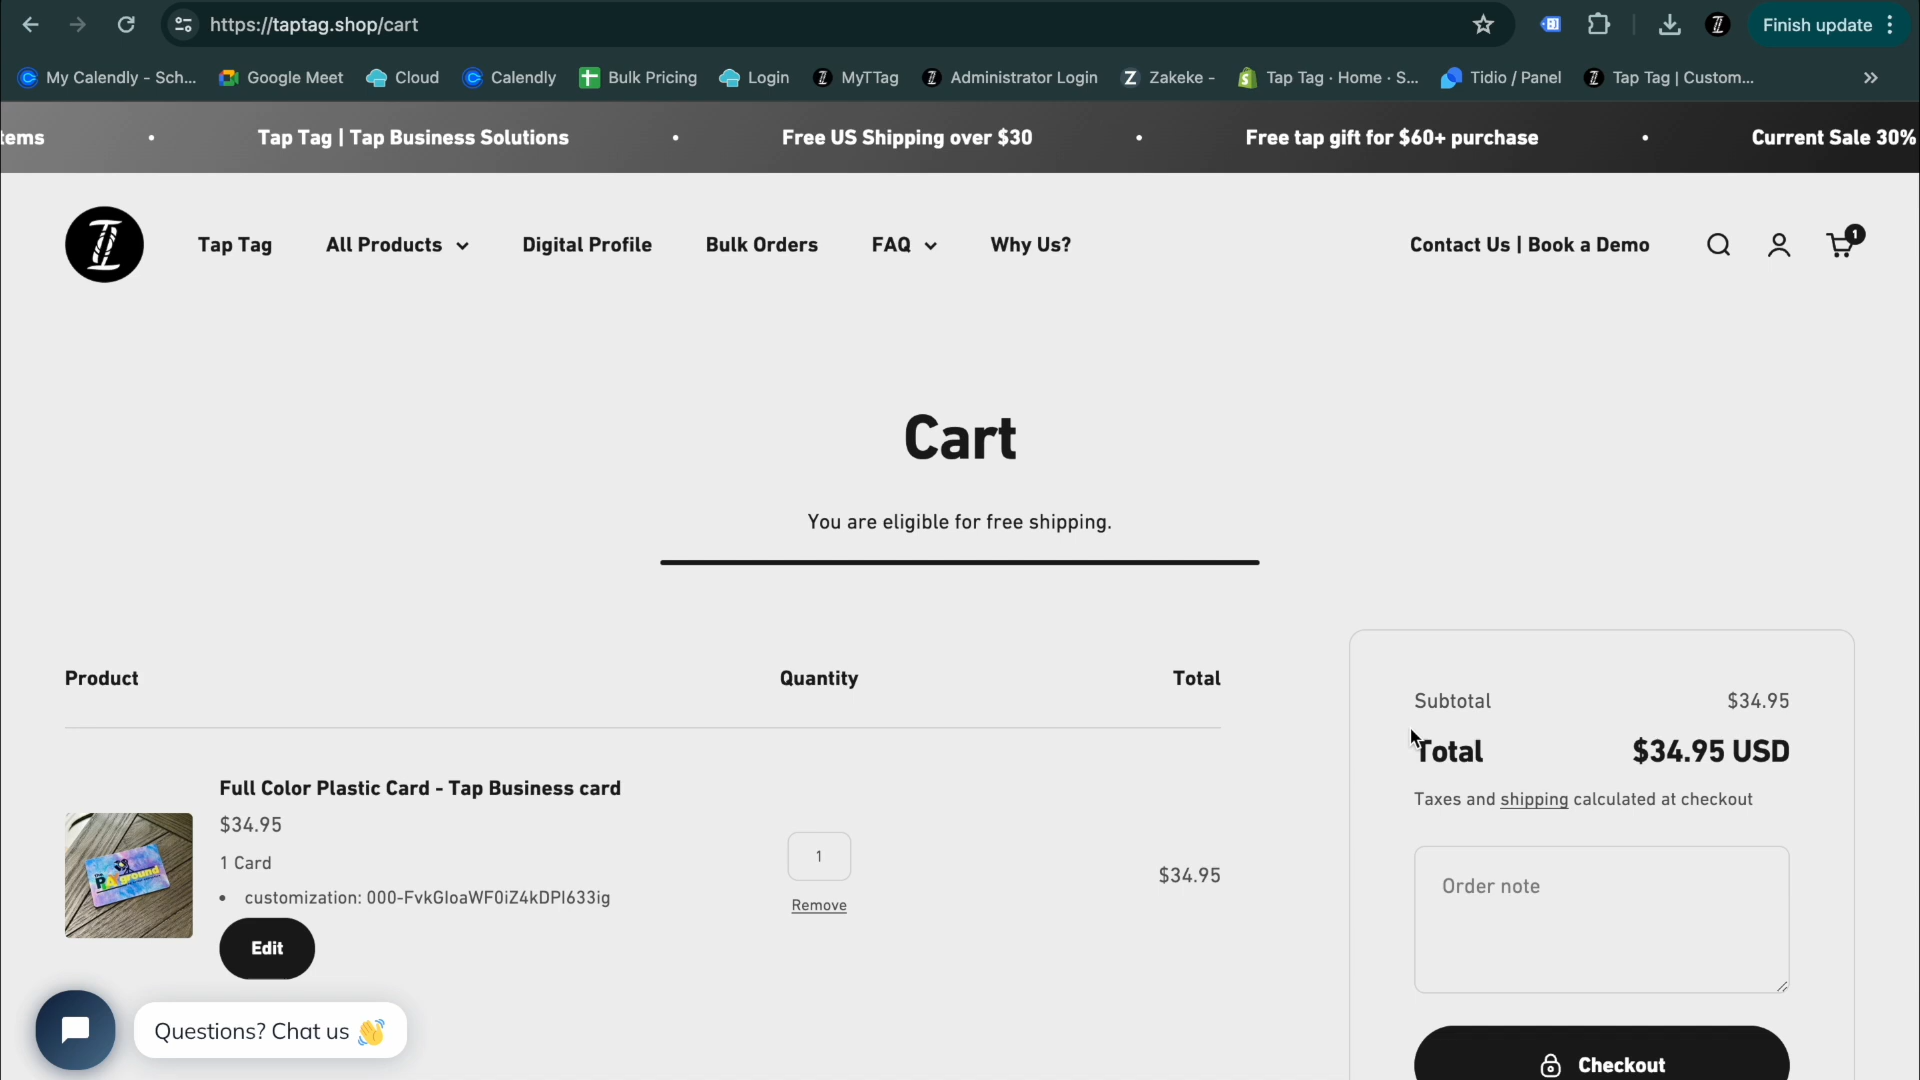 https://taptag.shop/cart
Finish update
My Calendly - Sch...
Google Meet
Cloud
Calendly
Bulk Pricing
Login
MyTTag
Administrator Login
Zakeke -
Tap Tag · Home · S...
Tidio / Panel
Tap Tag | Custom...
tems • Tap Tag | Tap Business Solutions • Free US Shipping over $30 • Free tap gift for $60+ purchase • Current Sale 30%
Tap Tag
All Products
Digital Profile
Bulk Orders
FAQ
Why Us?
Contact Us | Book a Demo
1
Cart
You are eligible for free shipping.
Product
Quantity
Total
Full Color Plastic Card - Tap Business card
$34.95
1 Card
• customization: 000-FvkGIoaWF0iZ4kDPI633ig
Edit
1
Remove
$34.95
Subtotal $34.95
Total $34.95 USD
Taxes and shipping calculated at checkout
Order note
Checkout
Questions? Chat us 👋